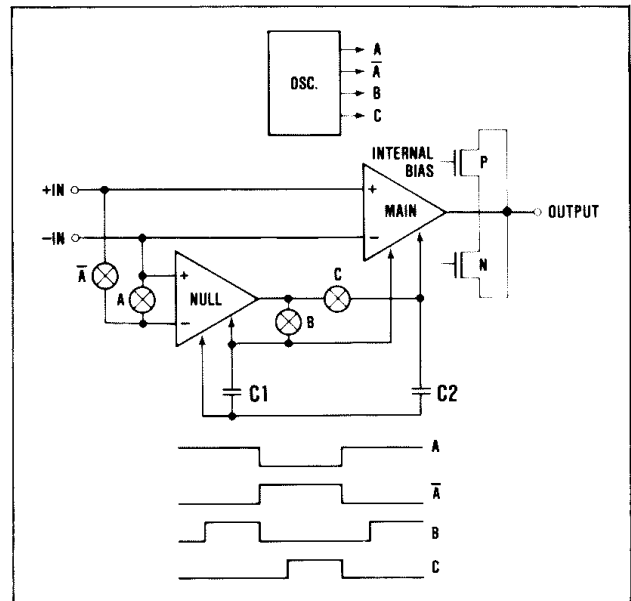 OSC.
A
A̅
B
C
INTERNAL
BIAS
P
+IN
MAIN
OUTPUT
-IN
N
A̅
A
NULL
C
B
C1
C2
A
A̅
B
C